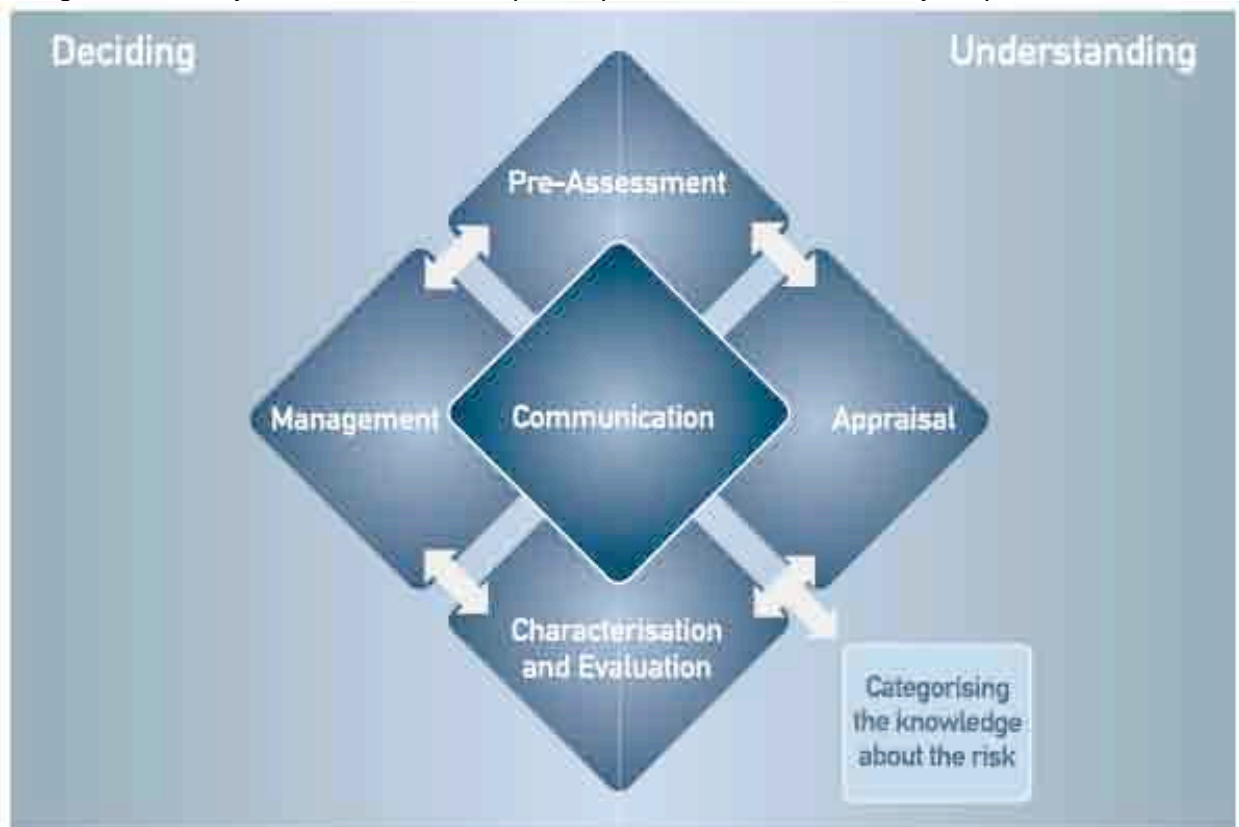 Deciding
Understanding
Pre-Assessment
Management
Communication
Appraisal
Characterisation
and Evaluation
Categorising
the knowledge
about the risk